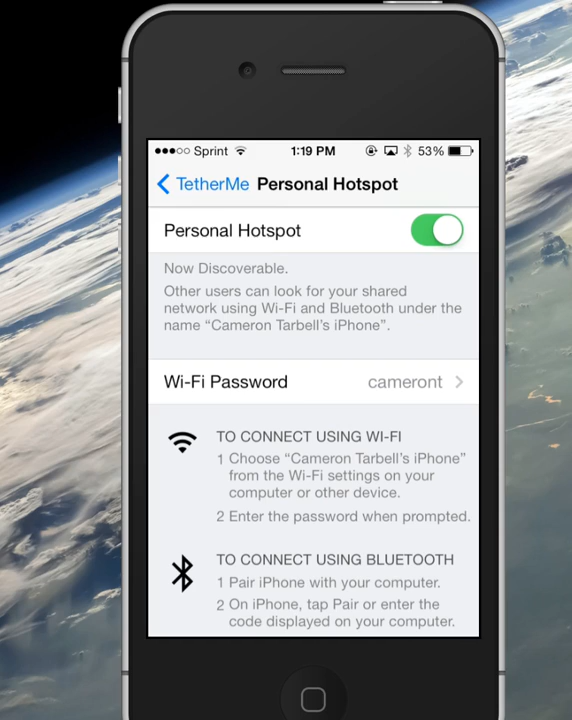 Sprint 1:19 PM 53%
TetherMe Personal Hotspot
Personal Hotspot
Now Discoverable.
Other users can look for your shared
network using Wi-Fi and Bluetooth under the
name “Cameron Tarbell’s iPhone”.
Wi-Fi Password cameront
TO CONNECT USING WI-FI
1 Choose “Cameron Tarbell’s iPhone”
from the Wi-Fi settings on your
computer or other device.
2 Enter the password when prompted.
TO CONNECT USING BLUETOOTH
1 Pair iPhone with your computer.
2 On iPhone, tap Pair or enter the
code displayed on your computer.